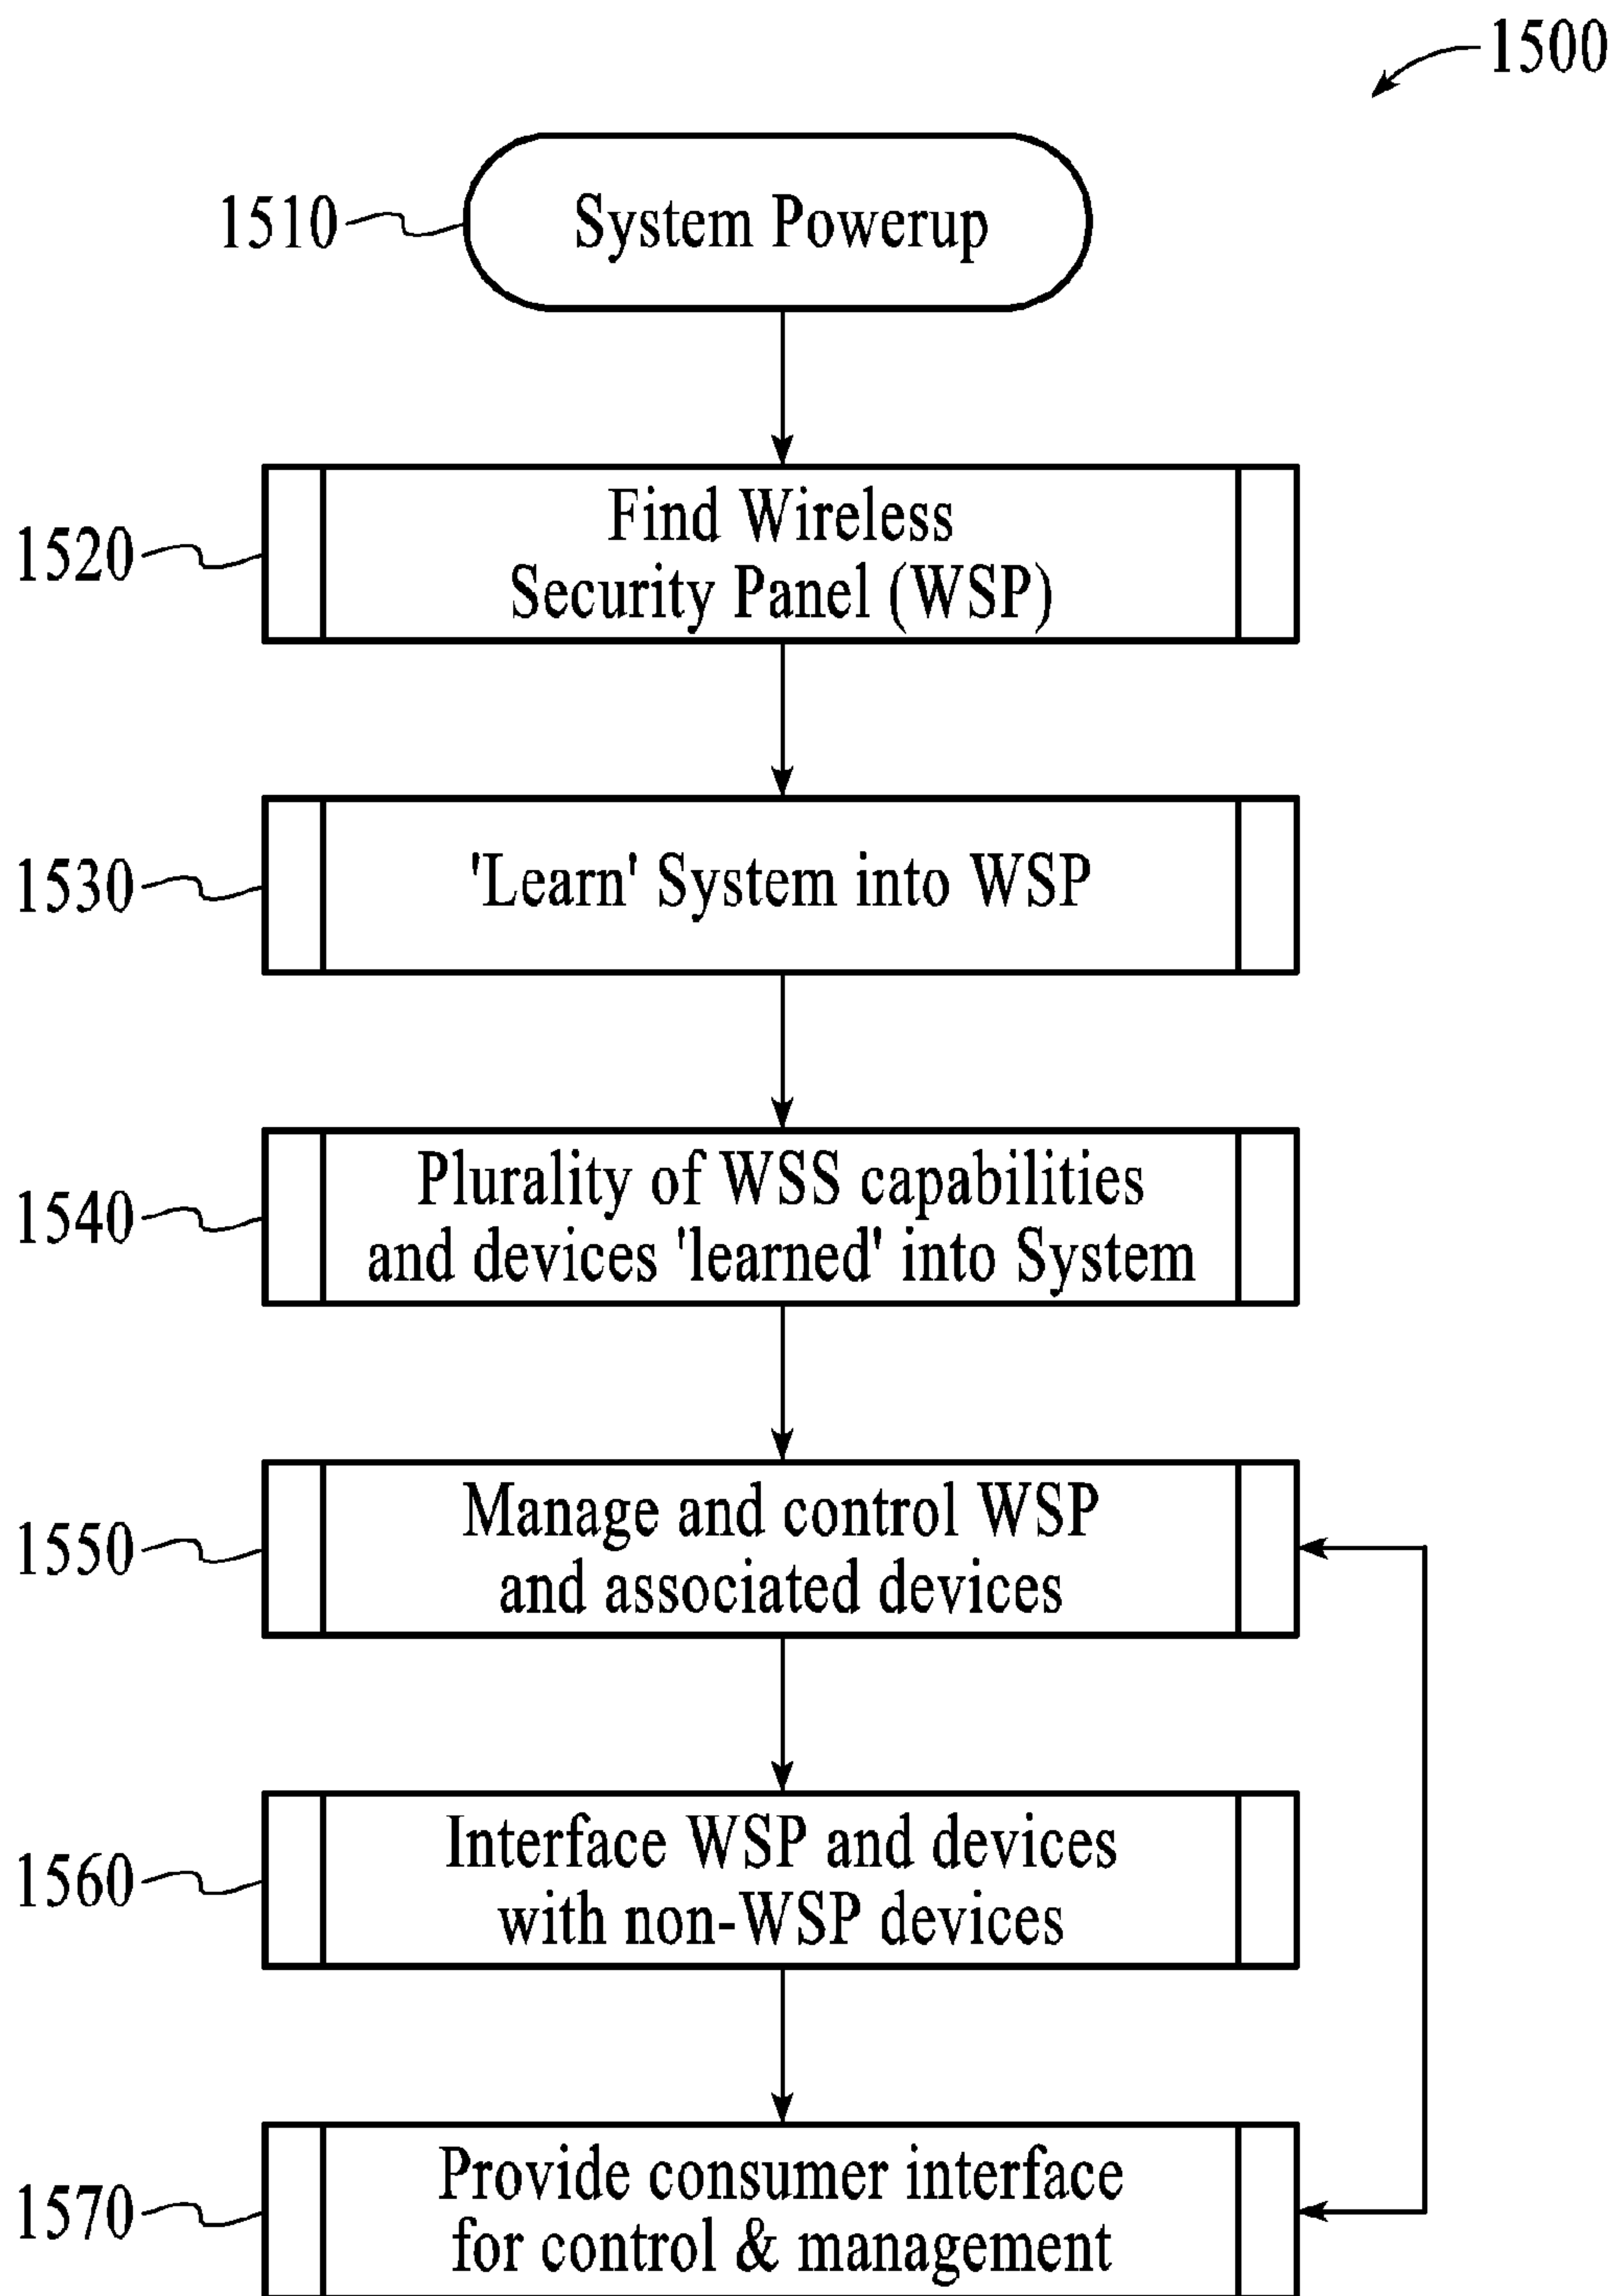 1500
1510
System Powerup
1520
Find Wireless
Security Panel (WSP)
1530
'Learn' System into WSP
1540
Plurality of WSS capabilities
and devices 'learned' into System
1550
Manage and control WSP
and associated devices
1560
Interface WSP and devices
with non-WSP devices
1570
Provide consumer interface
for control & management